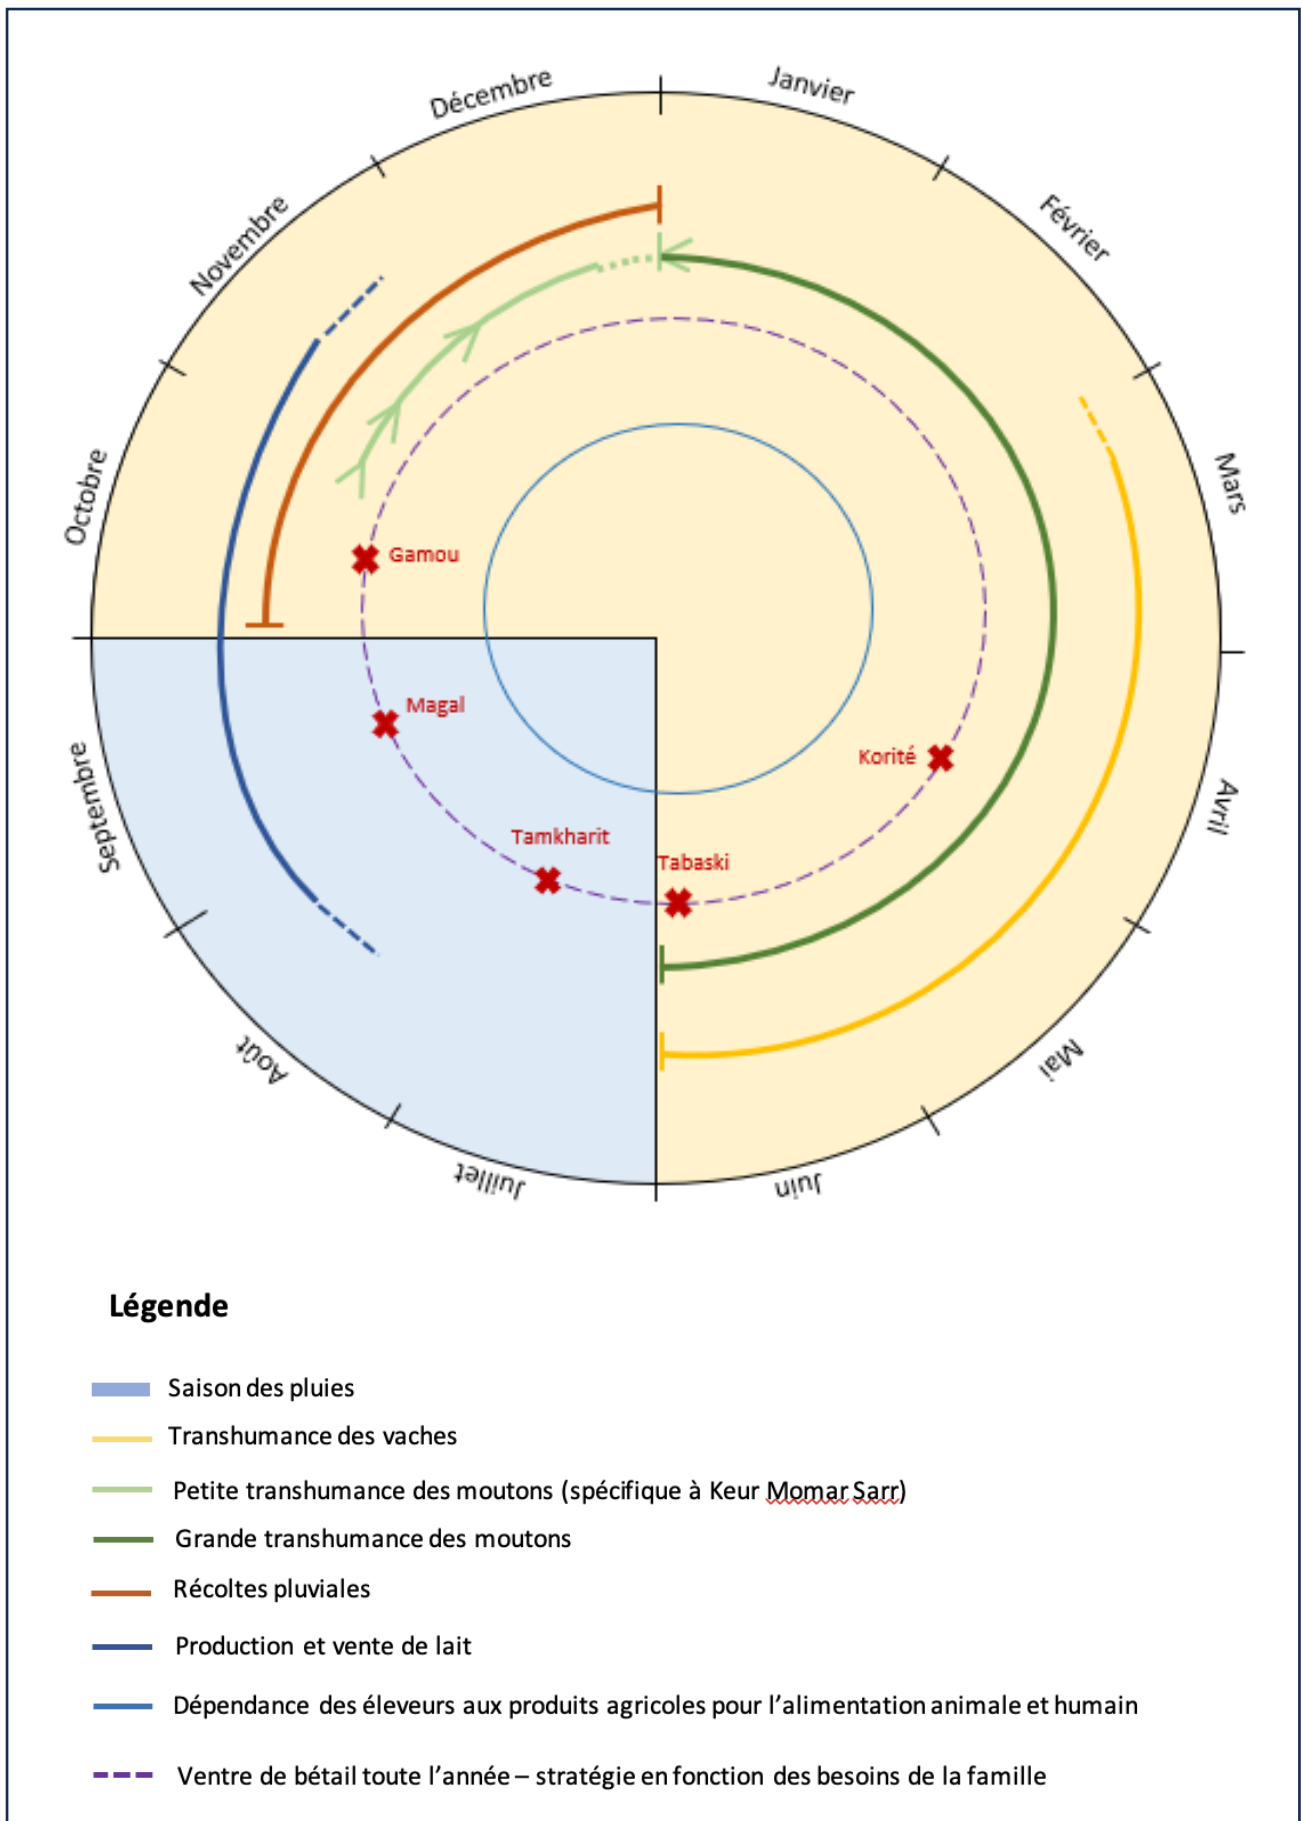 Janvier
Février
Mars
Avril
Mai
Juin
Juillet
Août
Septembre
Octobre
Novembre
Décembre
Gamou
Magal
Tamkharit
Tabaski
Korité
Légende
Saison des pluies
Transhumance des vaches
Petite transhumance des moutons (spécifique à Keur Momar Sarr)
Grande transhumance des moutons
Récoltes pluviales
Production et vente de lait
Dépendance des éleveurs aux produits agricoles pour l’alimentation animale et humain
Ventre de bétail toute l’année – stratégie en fonction des besoins de la famille